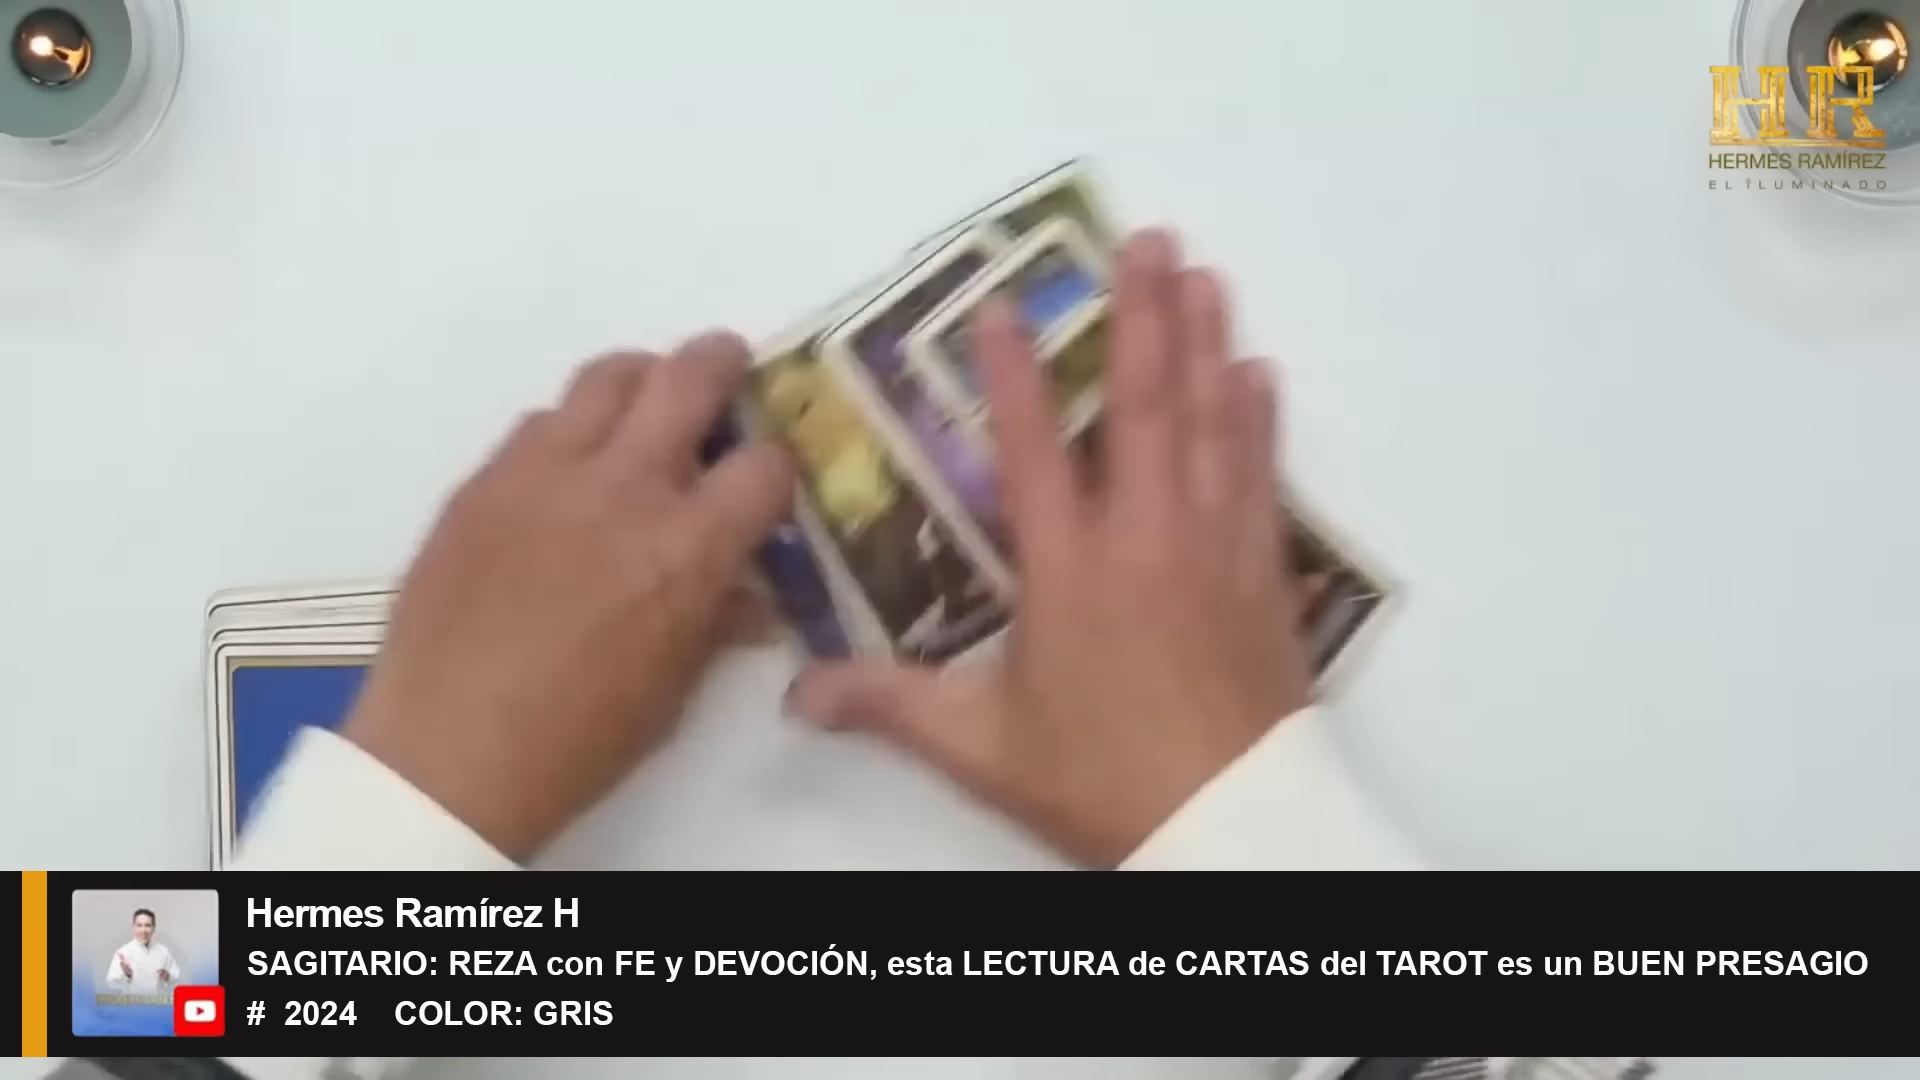 HR
HERMES RAMÍREZ
EL ILUMINADO
Hermes Ramírez H
SAGITARIO: REZA con FE y DEVOCIÓN, esta LECTURA de CARTAS del TAROT es un BUEN PRESAGIO
# 2024 COLOR: GRIS